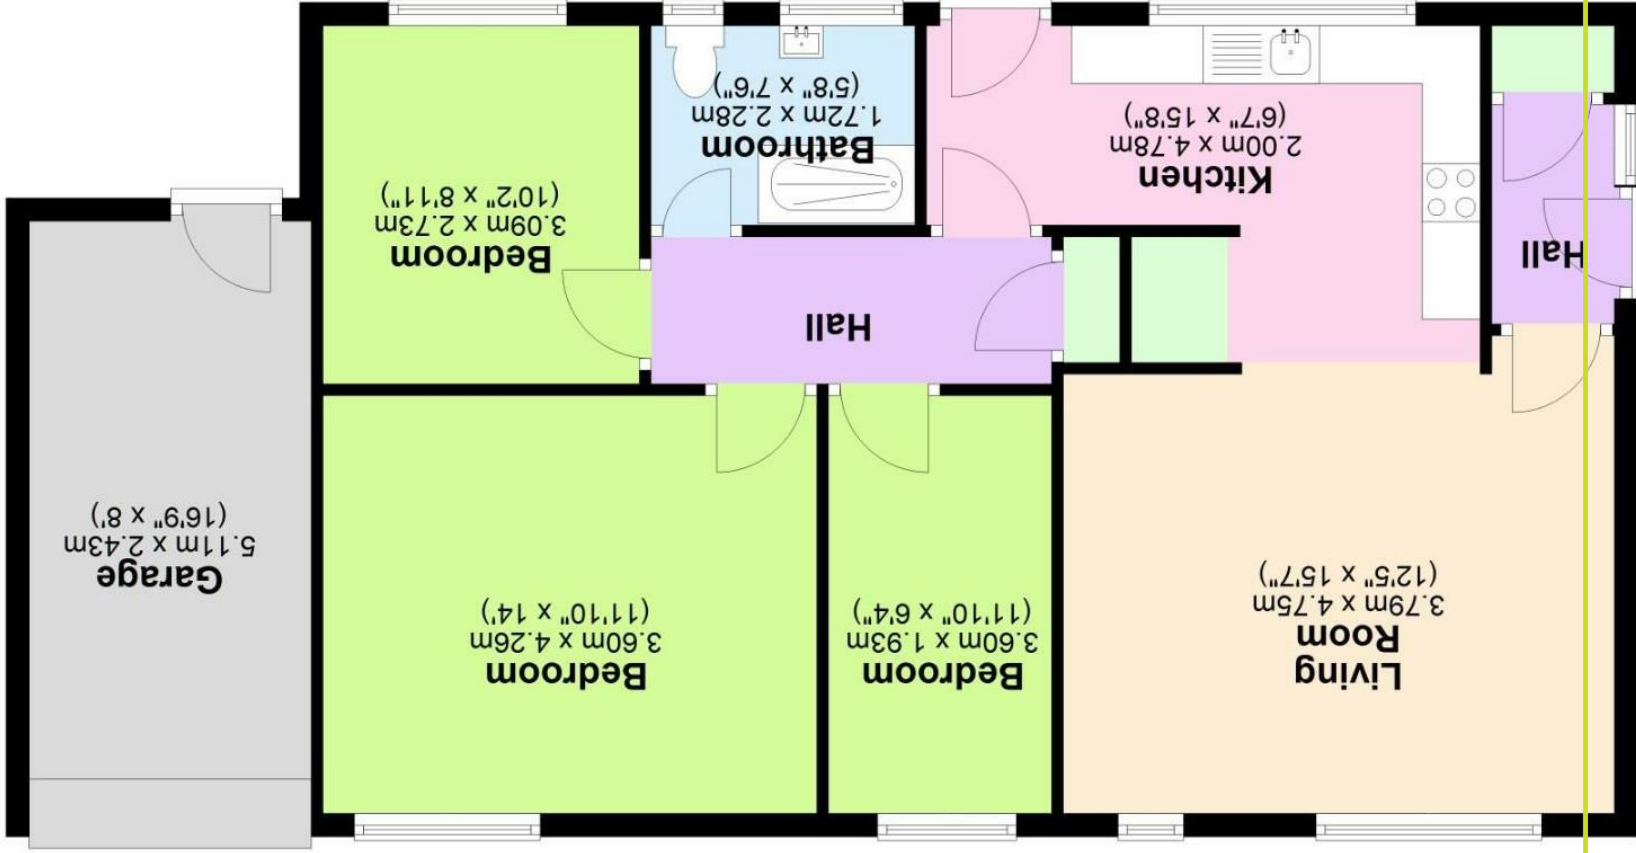 Living
Room
3.79m x 4.75m
(12'5" x 15'7")
Bedroom
3.60m x 1.93m
(11'10" x 6'4")
Bedroom
3.60m x 4.26m
(11'10" x 14')
Garage
5.11m x 2.43m
(16'9" x 8')
Hall
Hall
Bedroom
3.09m x 2.73m
(10'2" x 8'11")
Kitchen
2.00m x 4.78m
(6'7" x 15'8")
Bathroom
1.72m x 2.28m
(5'8" x 7'6")